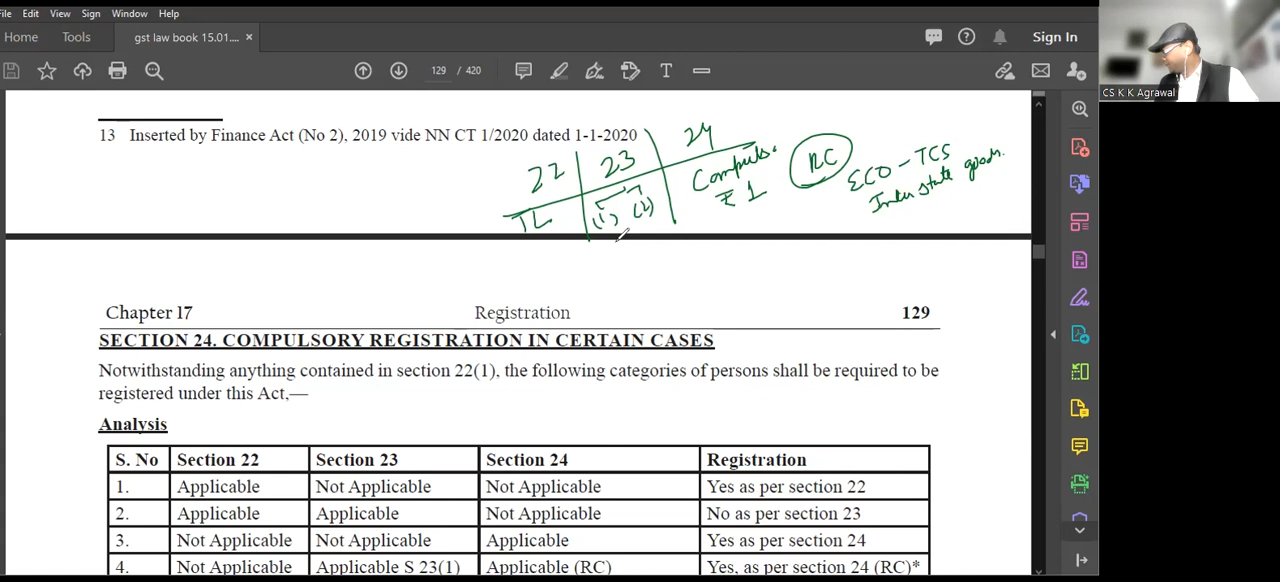 File Edit View Sign Window Help
Home Tools gst law book 15.01.... × Sign In
129 / 420
CS K K Agrawal
13 Inserted by Finance Act (No 2), 2019 vide NN CT 1/2020 dated 1-1-2020
22 23 24
TL (1) (2) Compuls. ₹ 1
RC
ECO - TCS
Inter state goods.
Chapter 17 Registration 129
SECTION 24. COMPULSORY REGISTRATION IN CERTAIN CASES
Notwithstanding anything contained in section 22(1), the following categories of persons shall be required to be
registered under this Act,—
Analysis
S. No Section 22 Section 23 Section 24 Registration
1. Applicable Not Applicable Not Applicable Yes as per section 22
2. Applicable Applicable Not Applicable No as per section 23
3. Not Applicable Not Applicable Applicable Yes as per section 24
4. Not Applicable Applicable S 23(1) Applicable (RC) Yes, as per section 24 (RC)*